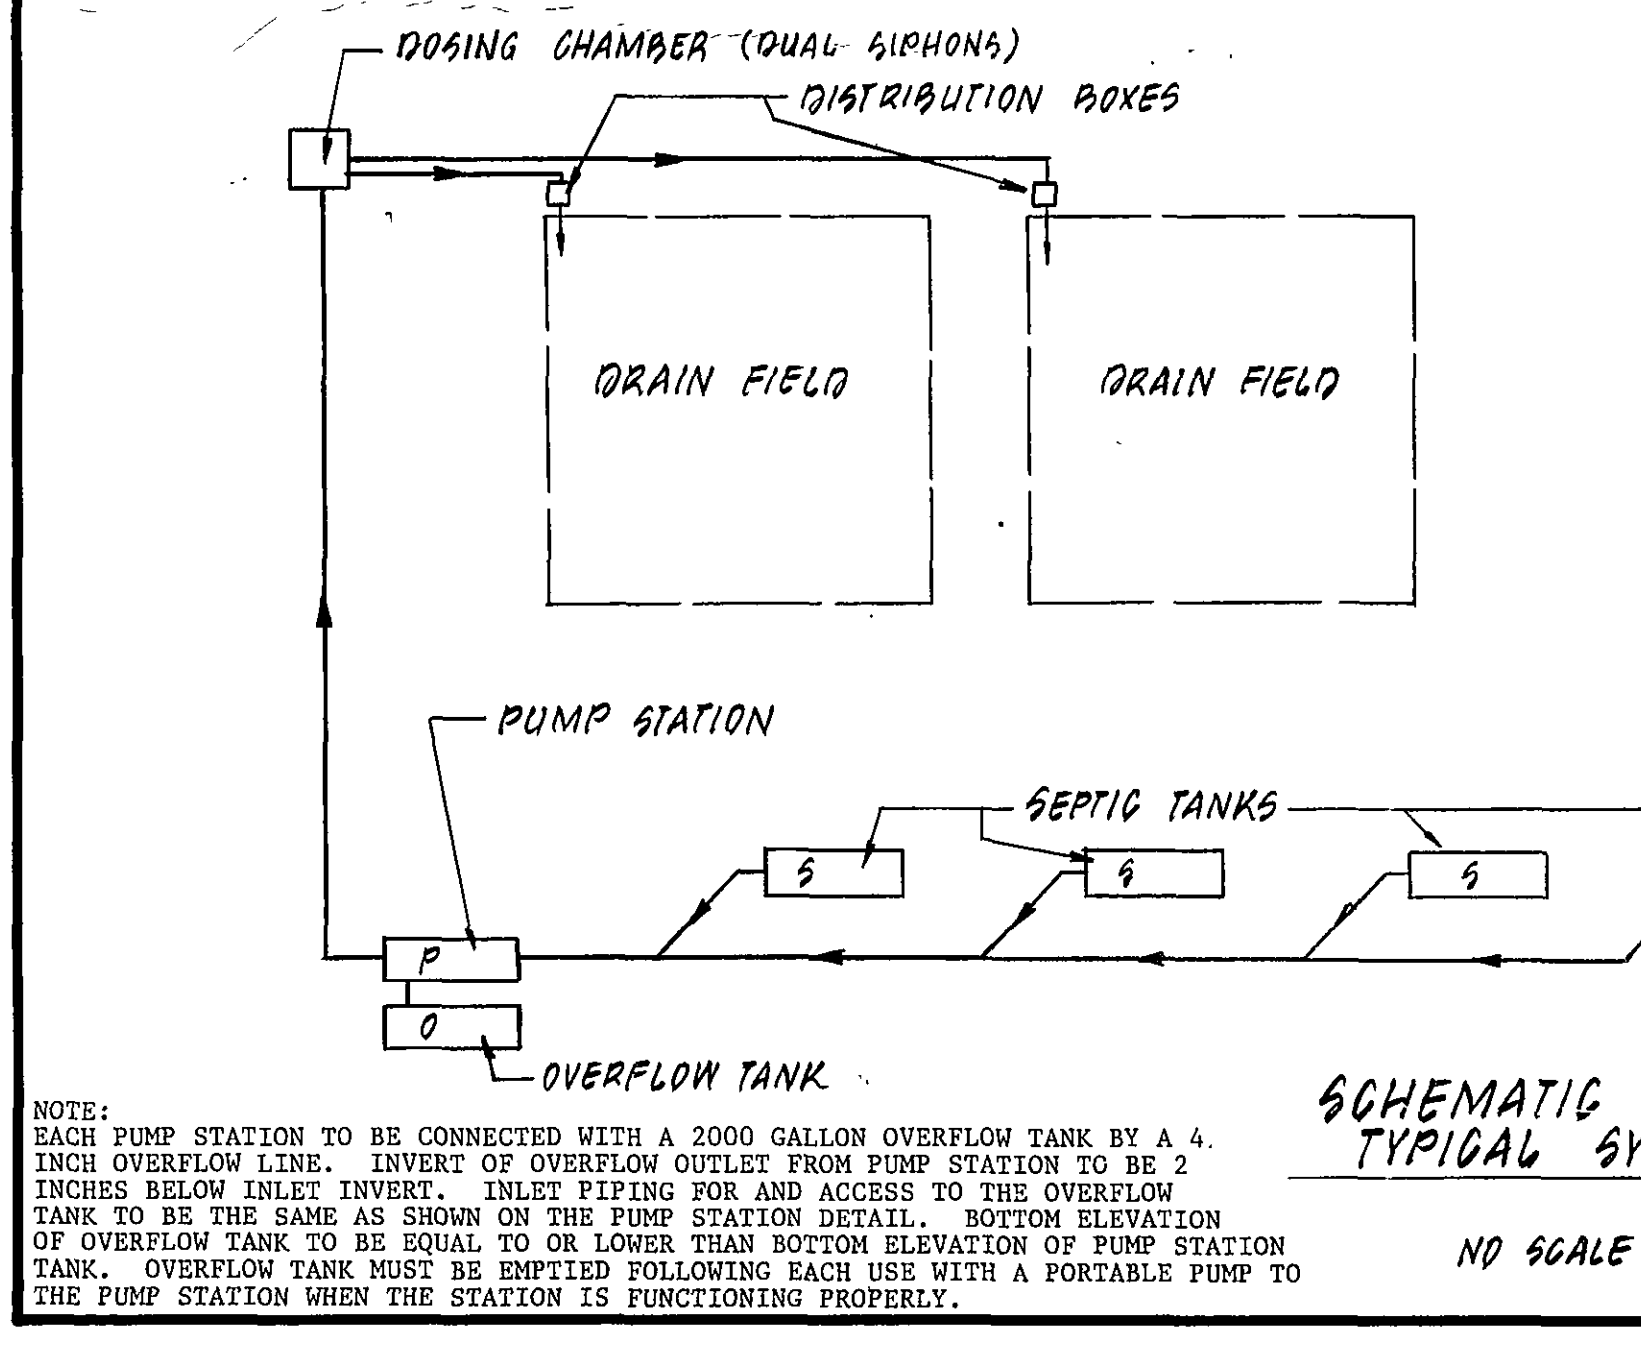 DOSING CHAMBER (DUAL SIPHONS)
DISTRIBUTION BOXES
DRAIN FIELD
DRAIN FIELD
PUMP STATION
SEPTIC TANKS
S
S
S
P
O
OVERFLOW TANK
NOTE:
EACH PUMP STATION TO BE CONNECTED WITH A 2000 GALLON OVERFLOW TANK BY A 4.
INCH OVERFLOW LINE. INVERT OF OVERFLOW OUTLET FROM PUMP STATION TO BE 2
INCHES BELOW INLET INVERT. INLET PIPING FOR AND ACCESS TO THE OVERFLOW
TANK TO BE THE SAME AS SHOWN ON THE PUMP STATION DETAIL. BOTTOM ELEVATION
OF OVERFLOW TANK TO BE EQUAL TO OR LOWER THAN BOTTOM ELEVATION OF PUMP STATION
TANK. OVERFLOW TANK MUST BE EMPTIED FOLLOWING EACH USE WITH A PORTABLE PUMP TO
THE PUMP STATION WHEN THE STATION IS FUNCTIONING PROPERLY.
SCHEMATIC
TYPICAL SY
NO SCALE